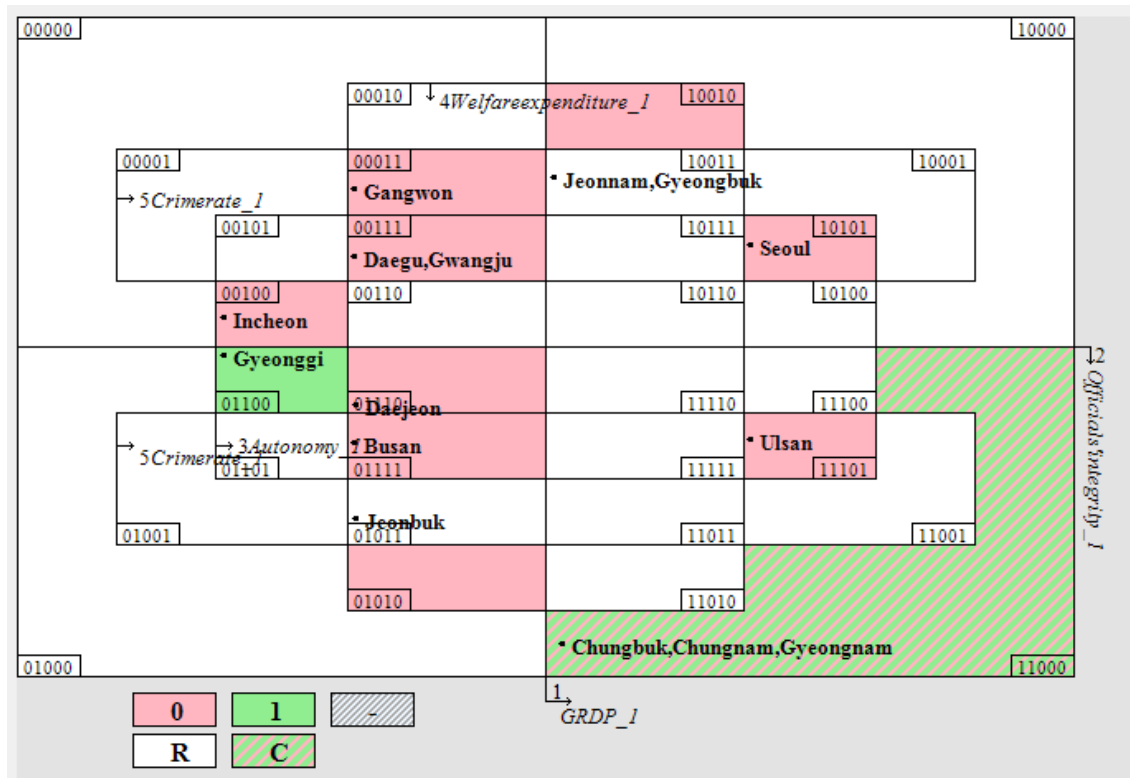 00000 10000
00010 4Welfareexpenditure_1 10010
00001 00011 10011 10001
Gangwon Jeonnam,Gyeongbuk
5Crimerate_1
00101 00111 10111 10101
Daegu,Gwangju Seoul
00100 00110 10110 10100
Incheon
Gyeonggi 2
Officials'integrity_1
01100 01110 11110 11100
Daejeon
5Crimerate_1 3Autonomy_1 Busan Ulsan
01101 01111 11111 11101
Jeonbuk
01001 01011 11011 11001
01010 11010
Chungbuk,Chungnam,Gyeongnam
01000 11000
1
GRDP_1
0 1 -
R C